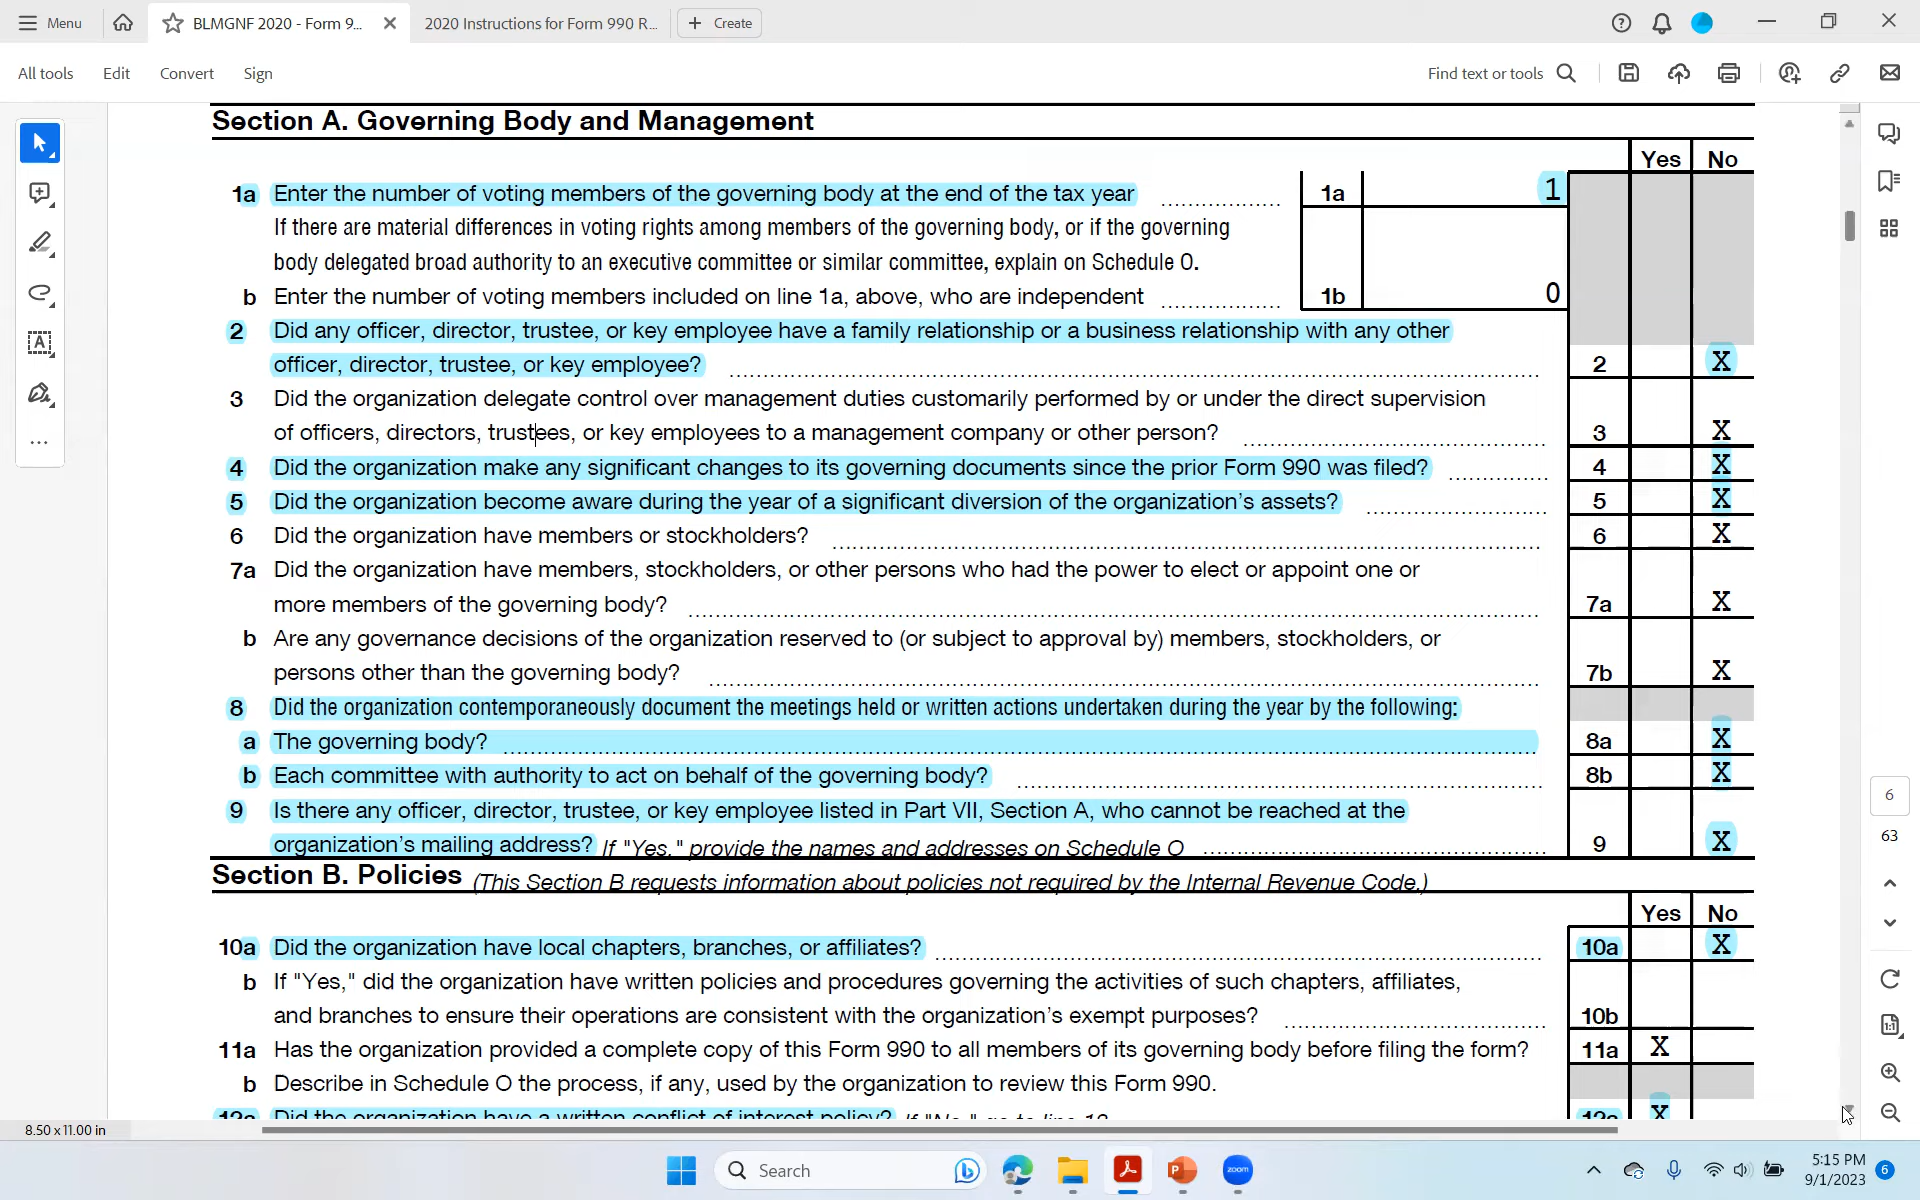 Menu
BLMGNF 2020 - Form 9...
2020 Instructions for Form 990 R...
Create
All tools
Edit
Convert
Sign
Find text or tools
Section A. Governing Body and Management
Yes No
1a Enter the number of voting members of the governing body at the end of the tax year .................. 1a 1
If there are material differences in voting rights among members of the governing body, or if the governing
body delegated broad authority to an executive committee or similar committee, explain on Schedule O.
b Enter the number of voting members included on line 1a, above, who are independent .................. 1b 0
2 Did any officer, director, trustee, or key employee have a family relationship or a business relationship with any other
officer, director, trustee, or key employee? .................. 2 X
3 Did the organization delegate control over management duties customarily performed by or under the direct supervision
of officers, directors, trustees, or key employees to a management company or other person? .................. 3 X
4 Did the organization make any significant changes to its governing documents since the prior Form 990 was filed? .................. 4 X
5 Did the organization become aware during the year of a significant diversion of the organization's assets? .................. 5 X
6 Did the organization have members or stockholders? .................. 6 X
7a Did the organization have members, stockholders, or other persons who had the power to elect or appoint one or
more members of the governing body? .................. 7a X
b Are any governance decisions of the organization reserved to (or subject to approval by) members, stockholders, or
persons other than the governing body? .................. 7b X
8 Did the organization contemporaneously document the meetings held or written actions undertaken during the year by the following:
a The governing body? .................. 8a X
b Each committee with authority to act on behalf of the governing body? .................. 8b X
9 Is there any officer, director, trustee, or key employee listed in Part VII, Section A, who cannot be reached at the
organization's mailing address? If "Yes," provide the names and addresses on Schedule O .................. 9 X
Section B. Policies (This Section B requests information about policies not required by the Internal Revenue Code.)
Yes No
10a Did the organization have local chapters, branches, or affiliates? .................. 10a X
b If "Yes," did the organization have written policies and procedures governing the activities of such chapters, affiliates,
and branches to ensure their operations are consistent with the organization's exempt purposes? .................. 10b
11a Has the organization provided a complete copy of this Form 990 to all members of its governing body before filing the form? 11a X
b Describe in Schedule O the process, if any, used by the organization to review this Form 990.
12a Did the organization have a written conflict of interest policy? If "No," go to line 13 12a X
6
63
1:1
8.50 x 11.00 in
Search
zoom
5:15 PM
9/1/2023
6